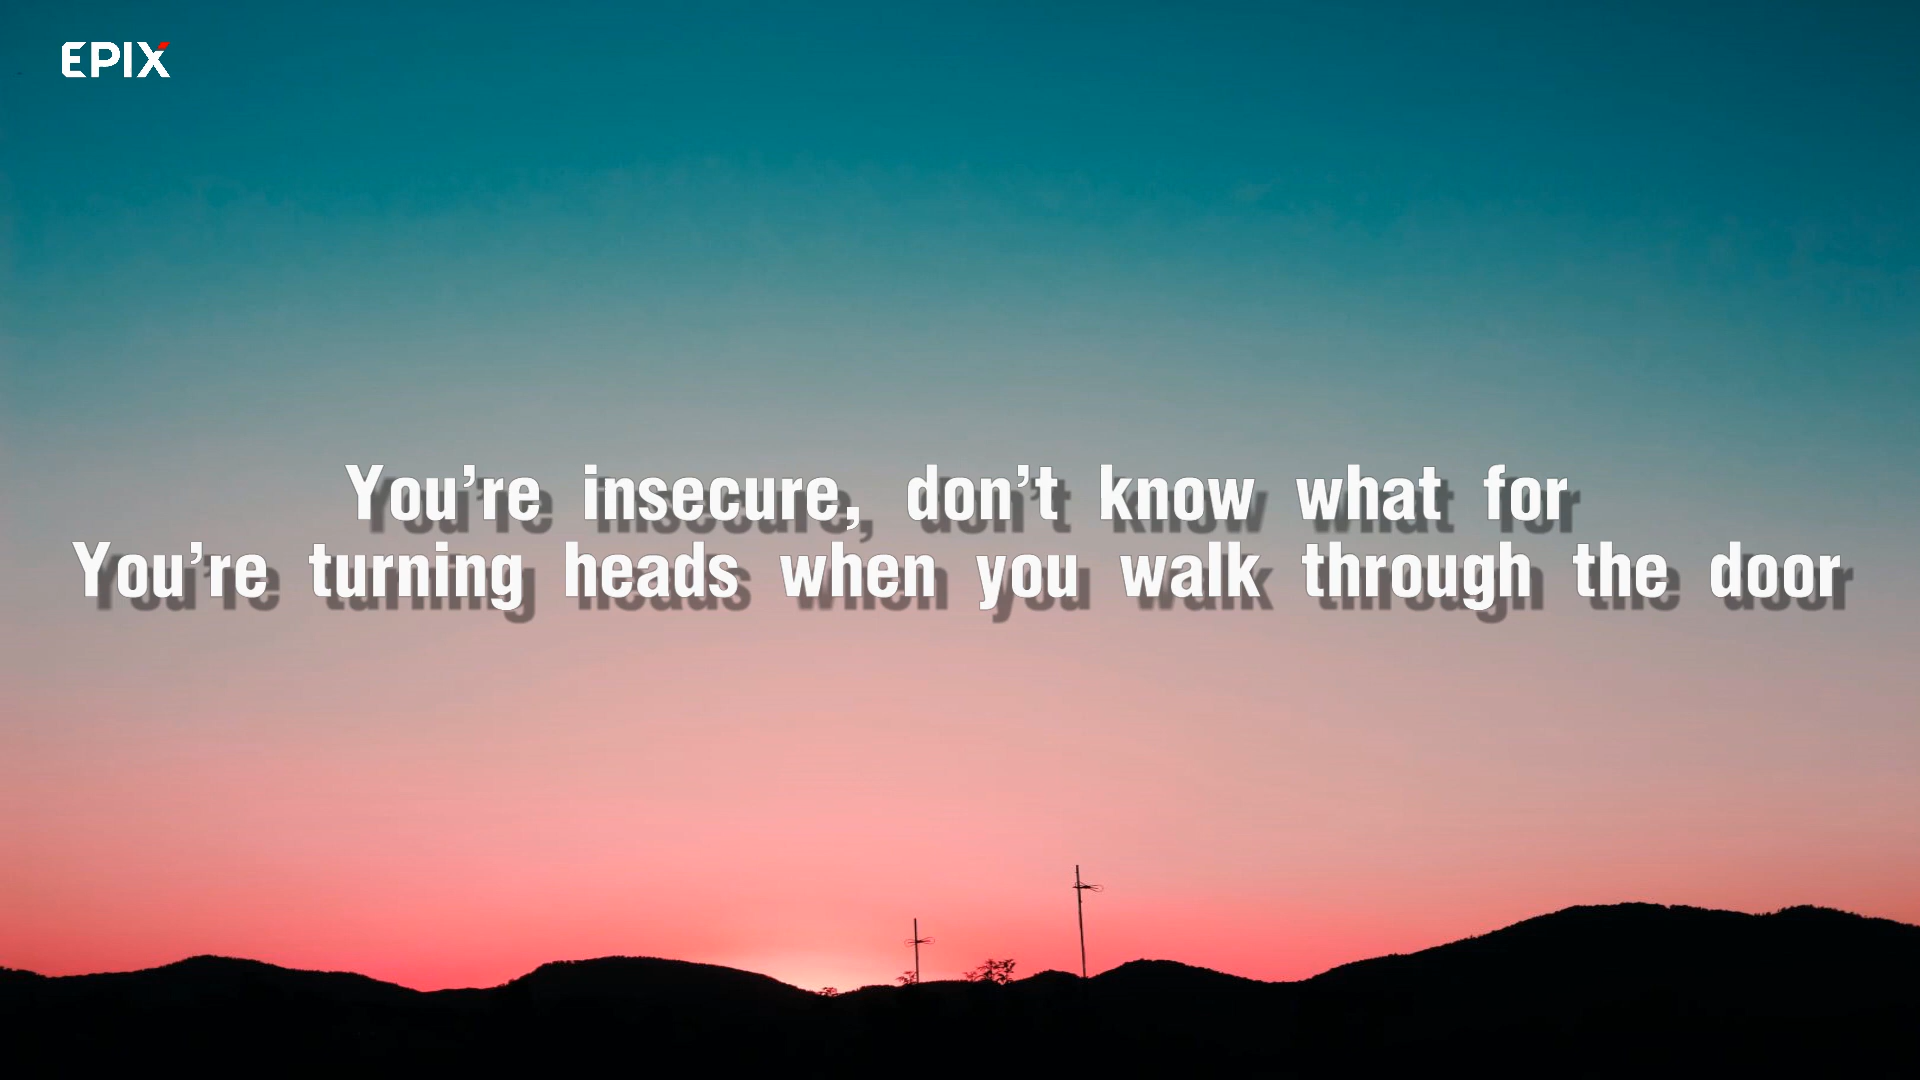 EPIX
You’re insecure, don’t know what for
You’re turning heads when you walk through the door